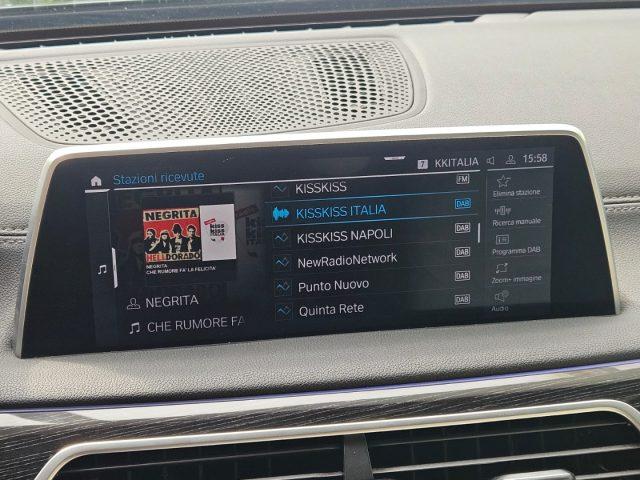 7 KKITALIA 15:58
Stazioni ricevute
KISSKISS FM
KISSKISS ITALIA DAB
KISSKISS NAPOLI DAB
NewRadioNetwork DAB
Punto Nuovo DAB
Quinta Rete DAB
NEGRITA
HELLDORADO
KISS KISS
NEGRITA
CHE RUMORE FA' LA FELICITA'
NEGRITA
CHE RUMORE FA
Elimina stazione
Ricerca manuale
Programma DAB
Zoom+ immagine
Audio